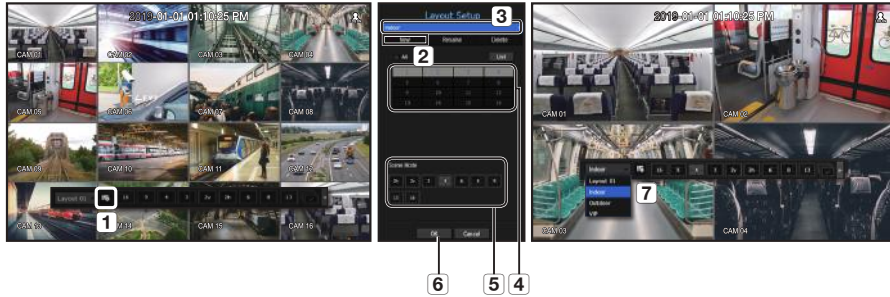 2019-01-01 01:10:25 PM
CAM 01
CAM 02
CAM 03
CAM 04
CAM 05
CAM 06
CAM 07
CAM 08
CAM 09
CAM 10
CAM 11
CAM 12
Layout 01
1
CAM 13
CAM 14
CAM 15
CAM 16
Layout Setup
3
Indoor
New Rename Delete
2
All List
Scene Mode
OK Cancel
6 5 4
2019-01-01 01:10:25 PM
CAM 01
CAM 02
Indoor
Layout 01
Indoor
Outdoor
VIP
7
CAM 03
CAM 04